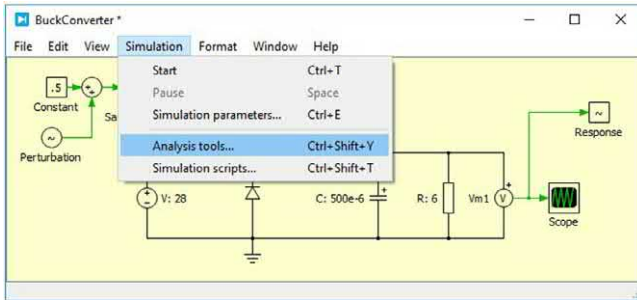 BuckConverter *
File Edit View Simulation Format Window Help
Start Ctrl+T
Pause Space
Simulation parameters... Ctrl+E
Analysis tools... Ctrl+Shift+Y
Simulation scripts... Ctrl+Shift+T
.5
Constant
Sa
Perturbation
Response
V: 28
C: 500e-6
R: 6
Vm1
V
Scope